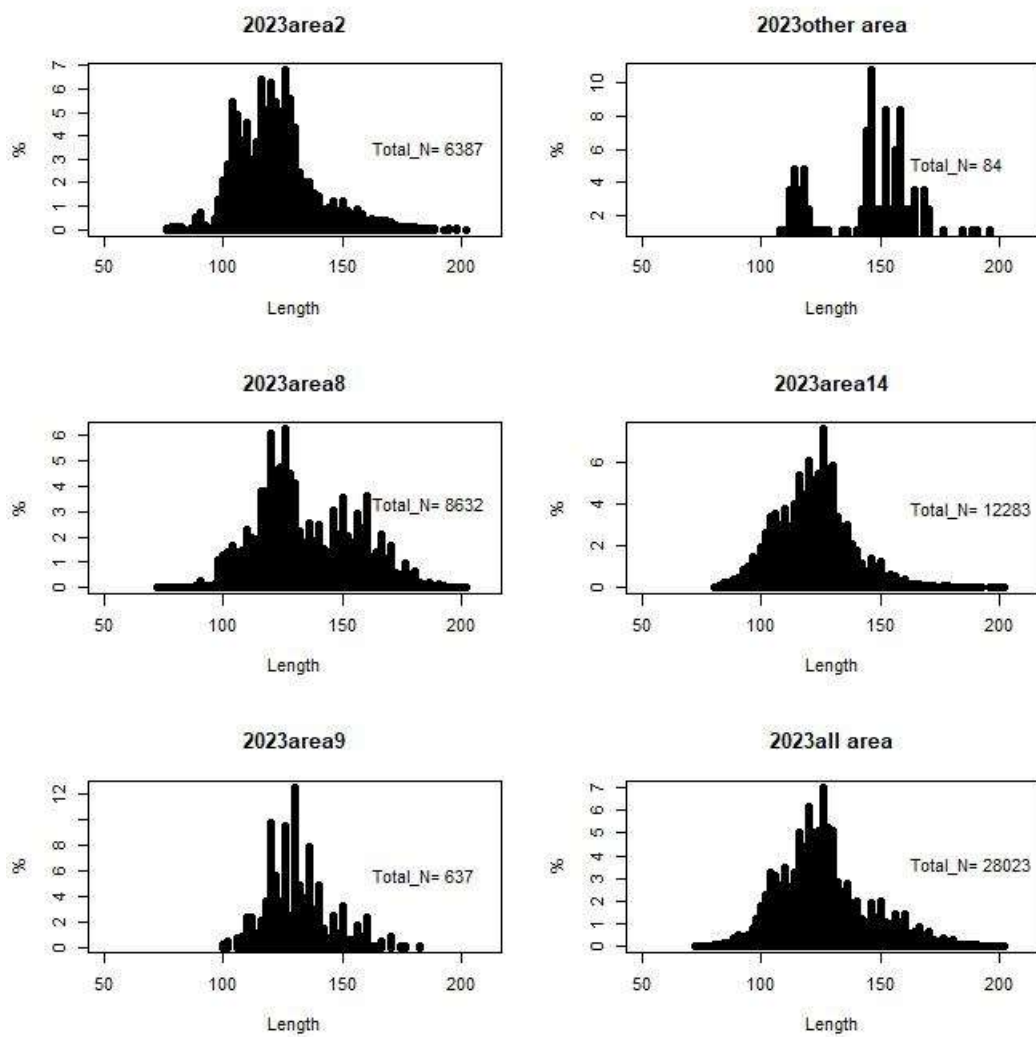 2023area2
%
0 1 2 3 4 5 6 7
Total_N= 6387
50 100 150 200
Length
2023other area
%
2 4 6 8 10
Total_N= 84
50 100 150 200
Length
2023area8
%
0 1 2 3 4 5 6
Total_N= 8632
50 100 150 200
Length
2023area14
%
0 2 4 6
Total_N= 12283
50 100 150 200
Length
2023area9
%
0 2 4 6 8 12
Total_N= 637
50 100 150 200
Length
2023all area
%
0 1 2 3 4 5 6 7
Total_N= 28023
50 100 150 200
Length